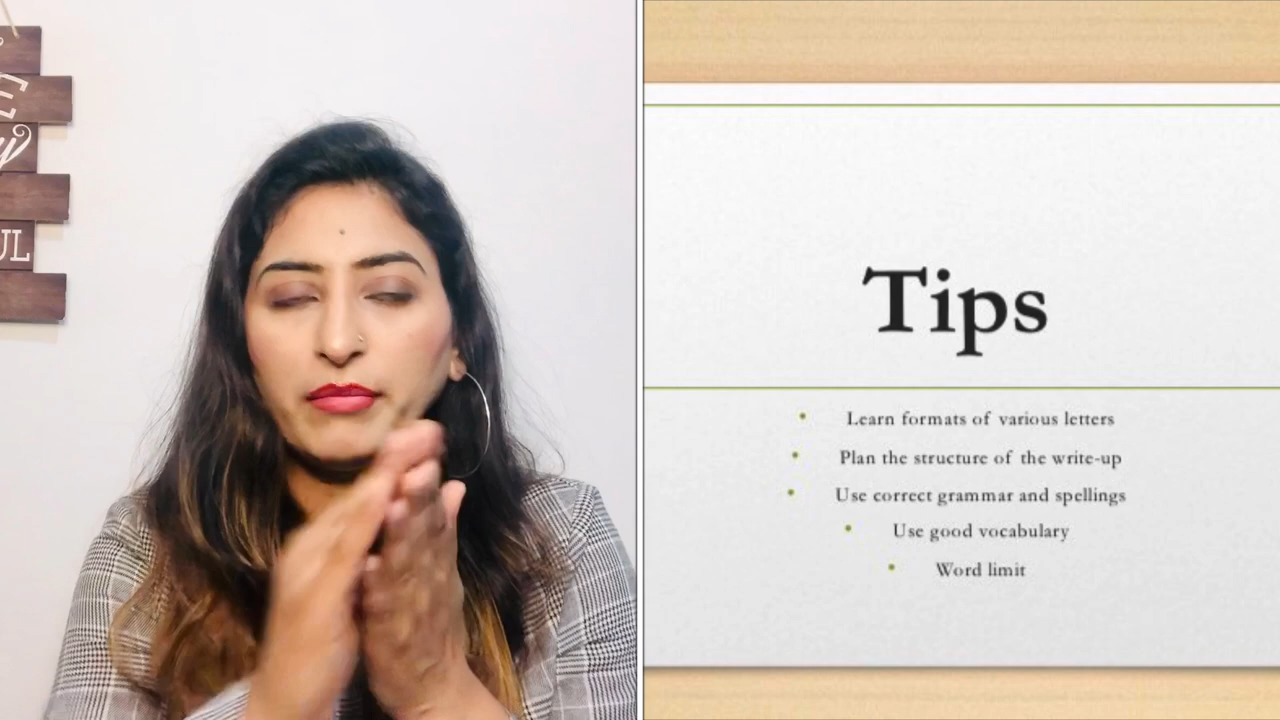 E
y
UL
Tips
Learn formats of various letters
Plan the structure of the write-up
Use correct grammar and spellings
Use good vocabulary
Word limit